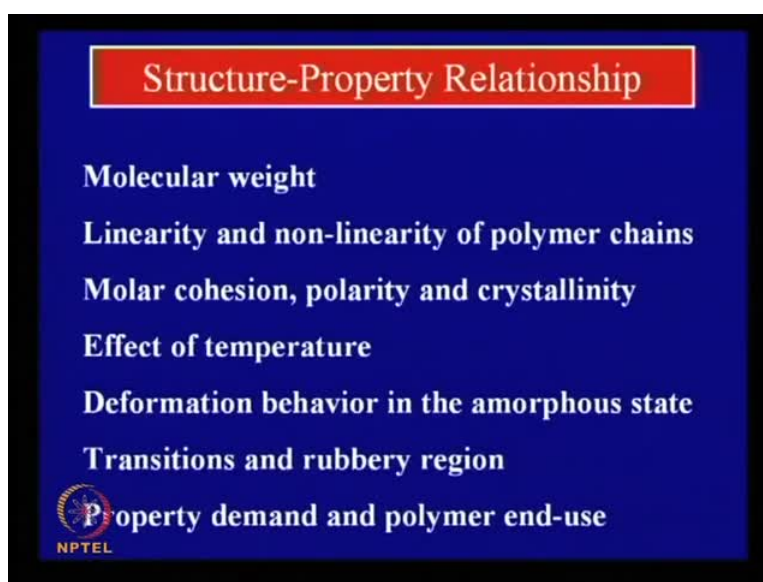 Structure-Property Relationship
Molecular weight
Linearity and non-linearity of polymer chains
Molar cohesion, polarity and crystallinity
Effect of temperature
Deformation behavior in the amorphous state
Transitions and rubbery region
Property demand and polymer end-use
NPTEL